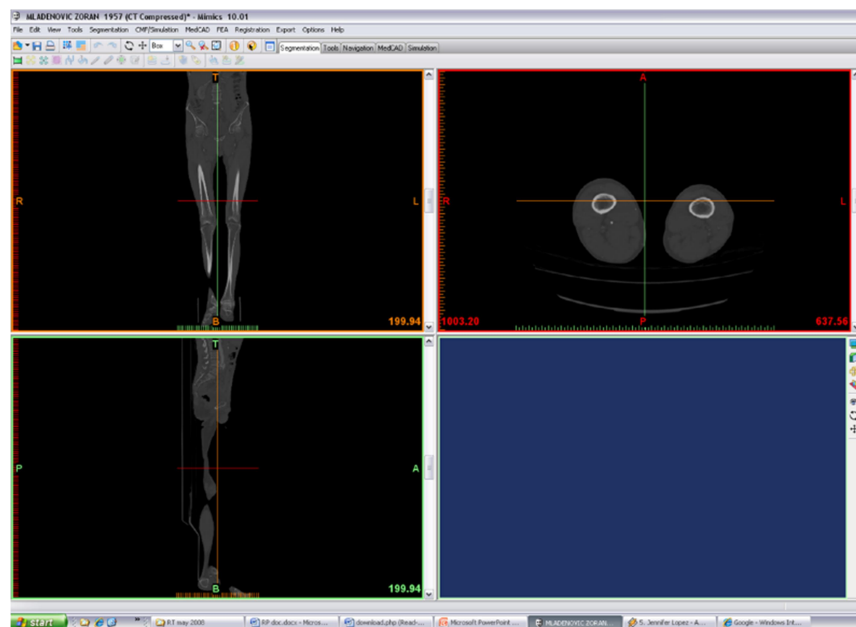 MLADENOVIC ZORAN 1957 (CT Compressed)* - Mimics 10.01
File Edit View Tools Segmentation CMF/Simulation MedCAD FEA Registration Export Options Help
Box Segmentation Tools Navigation MedCAD Simulation
T
A
R L
R L
B 199.94
1003.20 P 637.56
T
P A
B 199.94
start RT may 2008 RP doc.docx - Micros... download.php (Read-... Microsoft PowerPoint ... MLADENOVIC ZORAN... 5. Jennifer Lopez - A... Google - Windows Int...